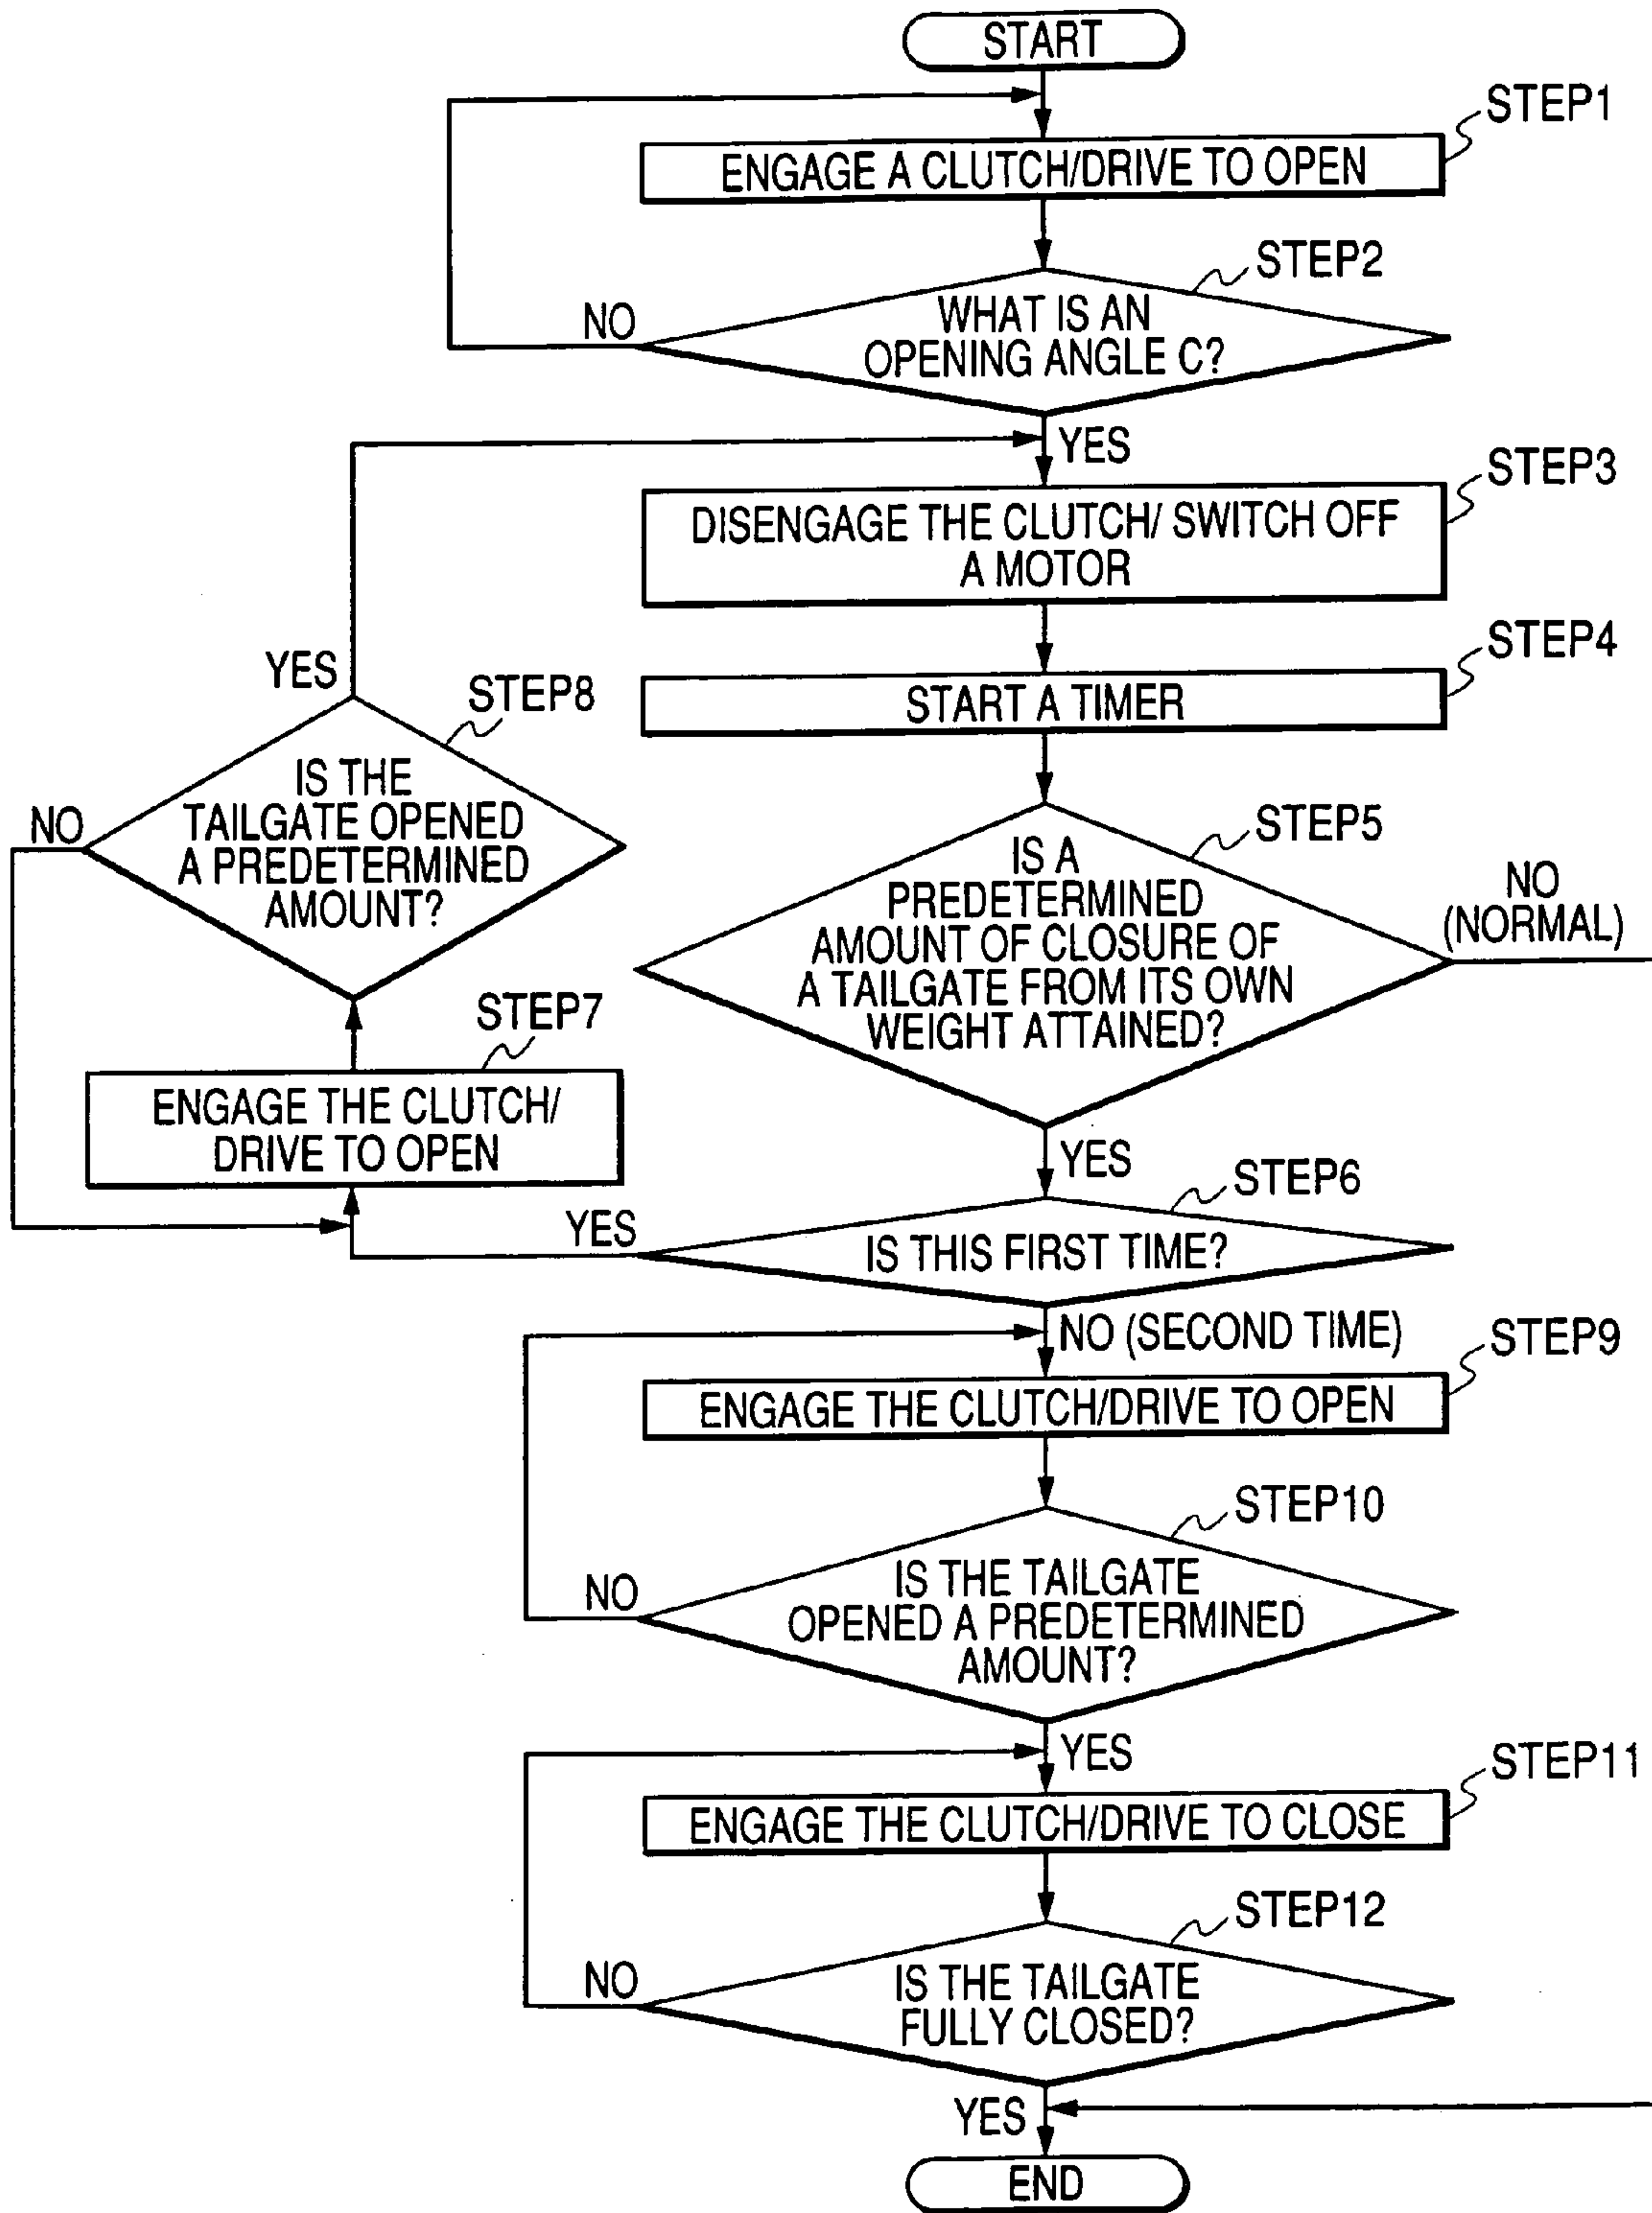 START
STEP1
ENGAGE A CLUTCH/DRIVE TO OPEN
STEP2
WHAT IS AN
OPENING ANGLE C?
NO
YES
STEP3
DISENGAGE THE CLUTCH/ SWITCH OFF
A MOTOR
STEP4
START A TIMER
STEP5
IS A
PREDETERMINED
AMOUNT OF CLOSURE OF
A TAILGATE FROM ITS OWN
WEIGHT ATTAINED?
NO
(NORMAL)
YES
STEP6
IS THIS FIRST TIME?
YES
STEP7
ENGAGE THE CLUTCH/
DRIVE TO OPEN
STEP8
IS THE
TAILGATE OPENED
A PREDETERMINED
AMOUNT?
YES
NO
NO (SECOND TIME)
STEP9
ENGAGE THE CLUTCH/DRIVE TO OPEN
STEP10
IS THE TAILGATE
OPENED A PREDETERMINED
AMOUNT?
NO
YES
STEP11
ENGAGE THE CLUTCH/DRIVE TO CLOSE
STEP12
IS THE TAILGATE
FULLY CLOSED?
NO
YES
END